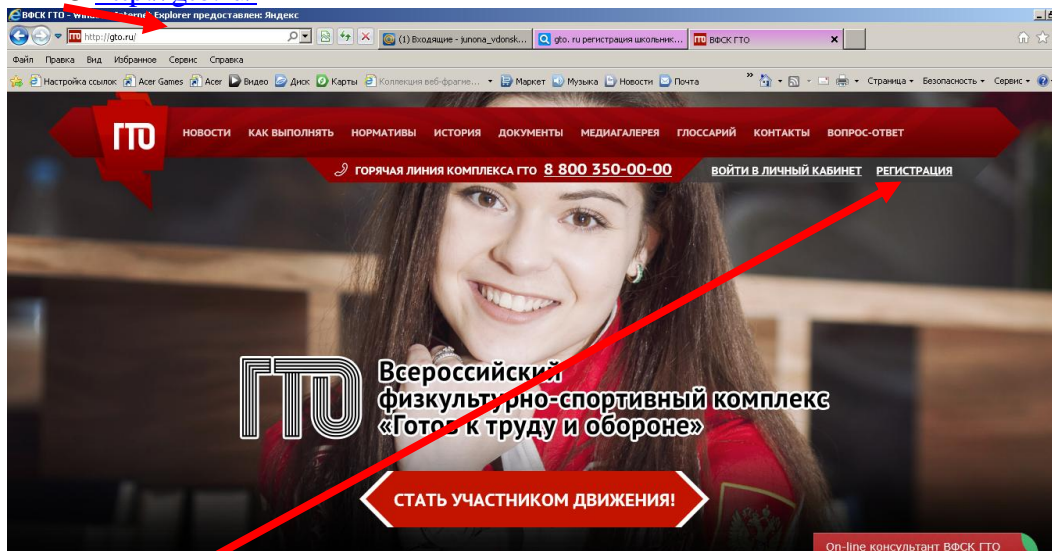 ВФСК ГТО - Windows Internet Explorer предоставлен: Яндекс
http://gto.ru/
(1) Входящие - junona_vdonsk...
gto. ru регистрация школьник...
ВФСК ГТО
Файл Правка Вид Избранное Сервис Справка
Настройка ссылок Acer Games Acer Видео Диск Карты Коллекция веб-фрагме... Маркет Музыка Новости Почта » Страница Безопасность Сервис
ГТО НОВОСТИ КАК ВЫПОЛНЯТЬ НОРМАТИВЫ ИСТОРИЯ ДОКУМЕНТЫ МЕДИАГАЛЕРЕЯ ГЛОССАРИЙ КОНТАКТЫ ВОПРОС-ОТВЕТ
ГОРЯЧАЯ ЛИНИЯ КОМПЛЕКСА ГТО 8 800 350-00-00 ВОЙТИ В ЛИЧНЫЙ КАБИНЕТ РЕГИСТРАЦИЯ
ГТО
Всероссийский
физкультурно-спортивный комплекс
«Готов к труду и обороне»
СТАТЬ УЧАСТНИКОМ ДВИЖЕНИЯ!
On-line консультант ВФСК ГТО